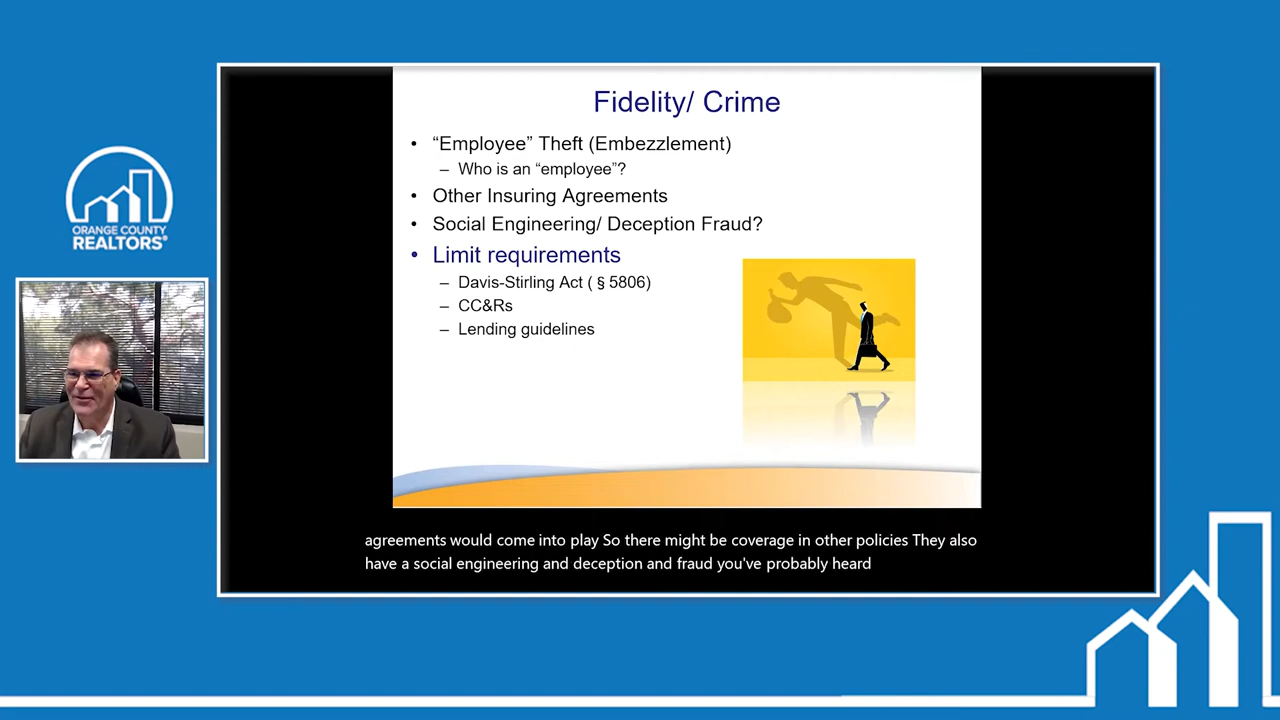 Fidelity/ Crime
• “Employee” Theft (Embezzlement)
– Who is an “employee”?
• Other Insuring Agreements
• Social Engineering/ Deception Fraud?
• Limit requirements
– Davis-Stirling Act ( § 5806)
– CC&Rs
– Lending guidelines
ORANGE COUNTY
REALTORS®
agreements would come into play So there might be coverage in other policies They also
have a social engineering and deception and fraud you've probably heard